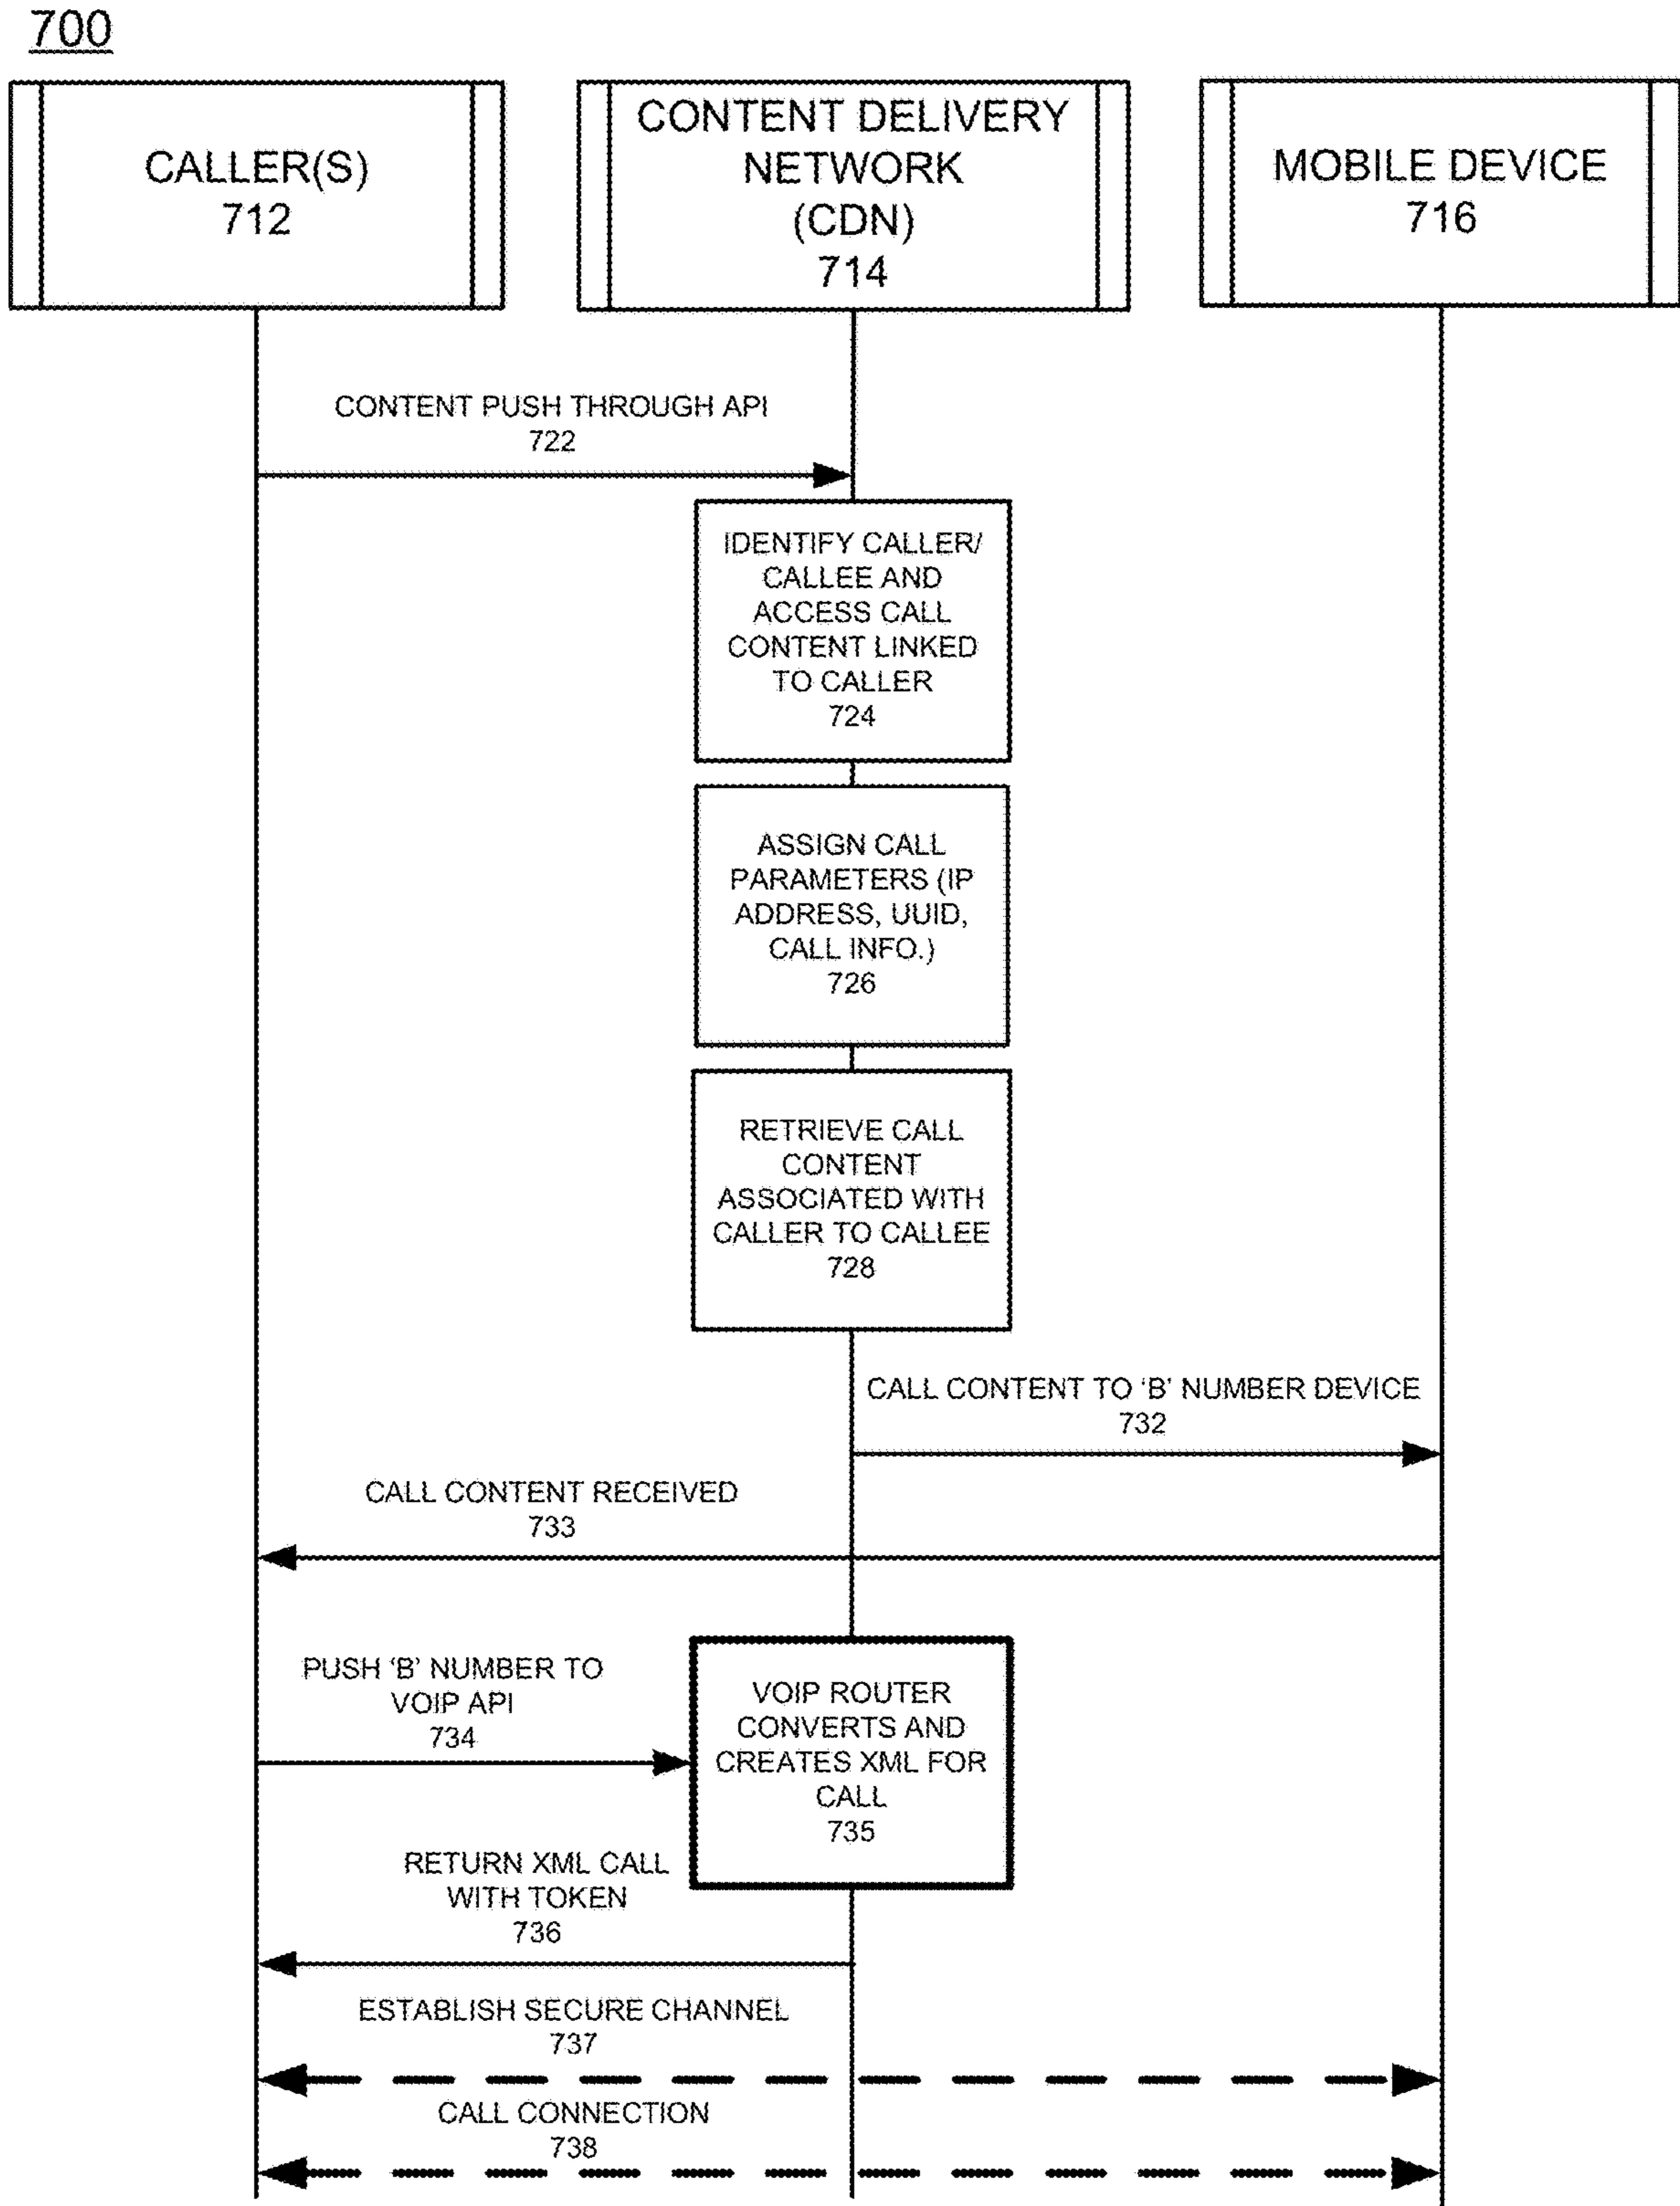 700
CALLER(S)
712
CONTENT DELIVERY
NETWORK
(CDN)
714
MOBILE DEVICE
716
CONTENT PUSH THROUGH API
722
IDENTIFY CALLER/
CALLEE AND
ACCESS CALL
CONTENT LINKED
TO CALLER
724
ASSIGN CALL
PARAMETERS (IP
ADDRESS, UUID,
CALL INFO.)
726
RETRIEVE CALL
CONTENT
ASSOCIATED WITH
CALLER TO CALLEE
728
CALL CONTENT TO ‘B’ NUMBER DEVICE
732
CALL CONTENT RECEIVED
733
PUSH ‘B’ NUMBER TO
VOIP API
734
VOIP ROUTER
CONVERTS AND
CREATES XML FOR
CALL
735
RETURN XML CALL
WITH TOKEN
736
ESTABLISH SECURE CHANNEL
737
CALL CONNECTION
738